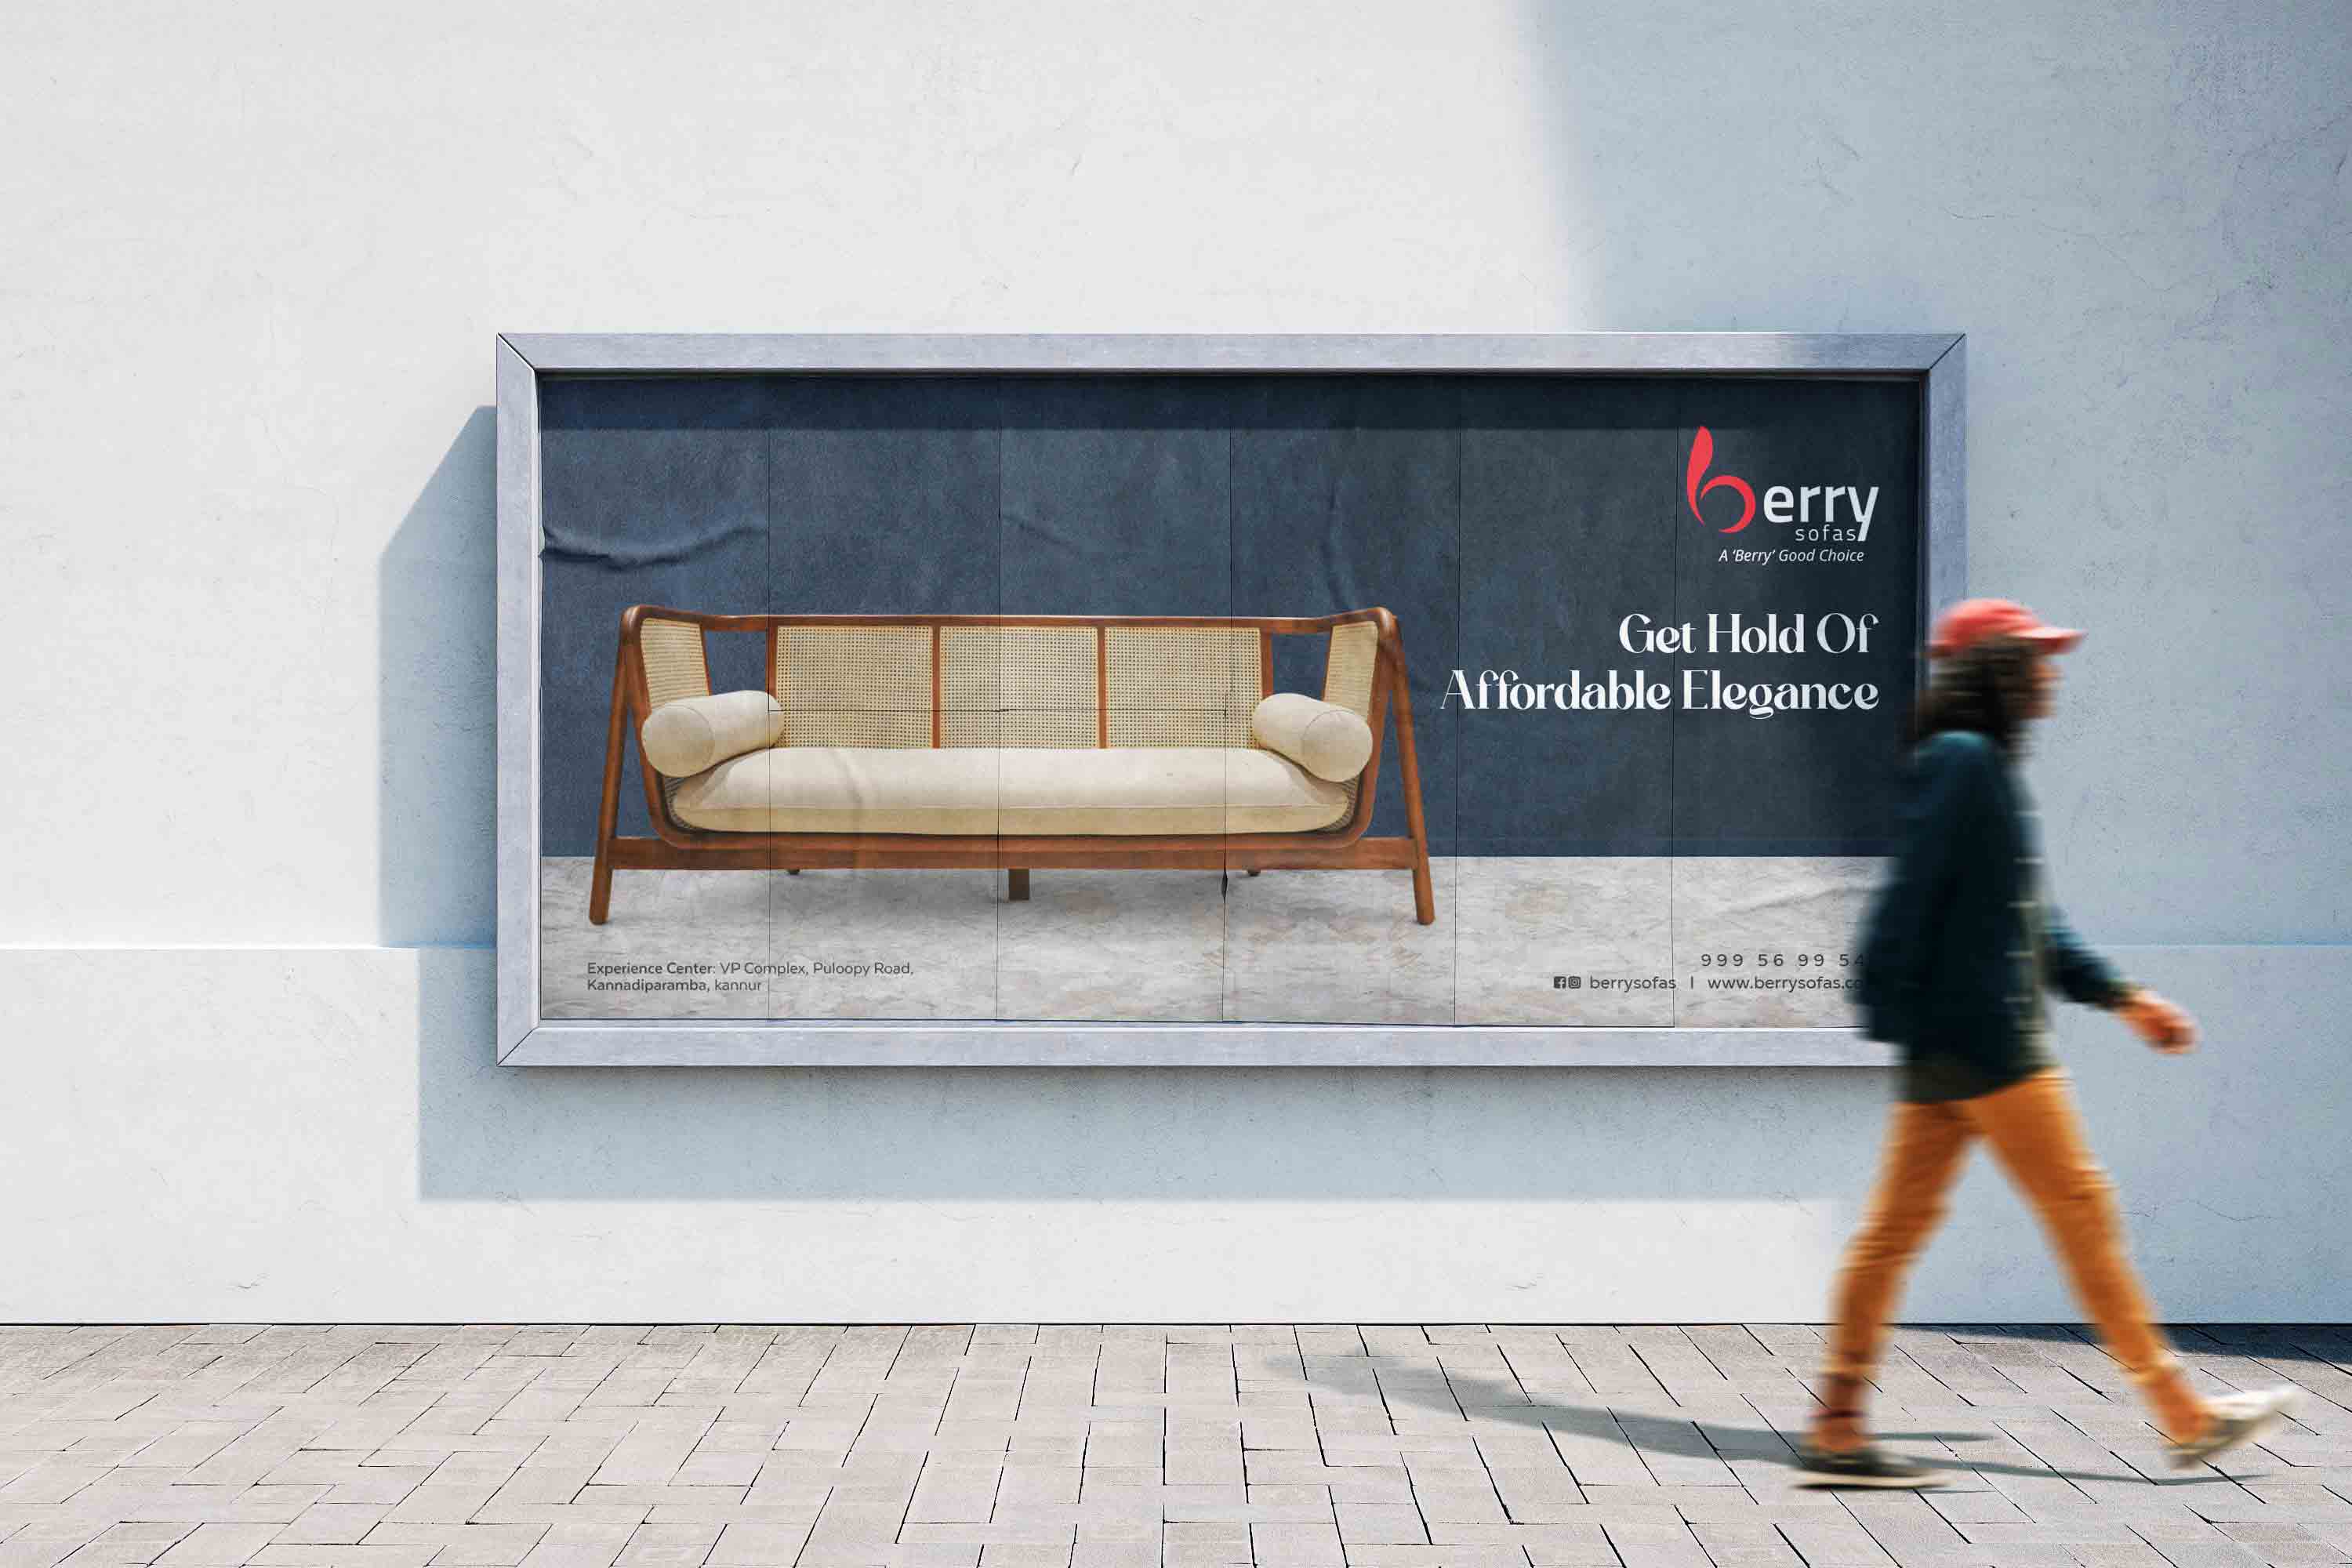 berry
sofas
A 'Berry' Good Choice
Get Hold Of
Affordable Elegance
Experience Center: VP Complex, Puloopy Road,
Kannadiparamba, kannur
999 56 99 54
berrysofas | www.berrysofas.co